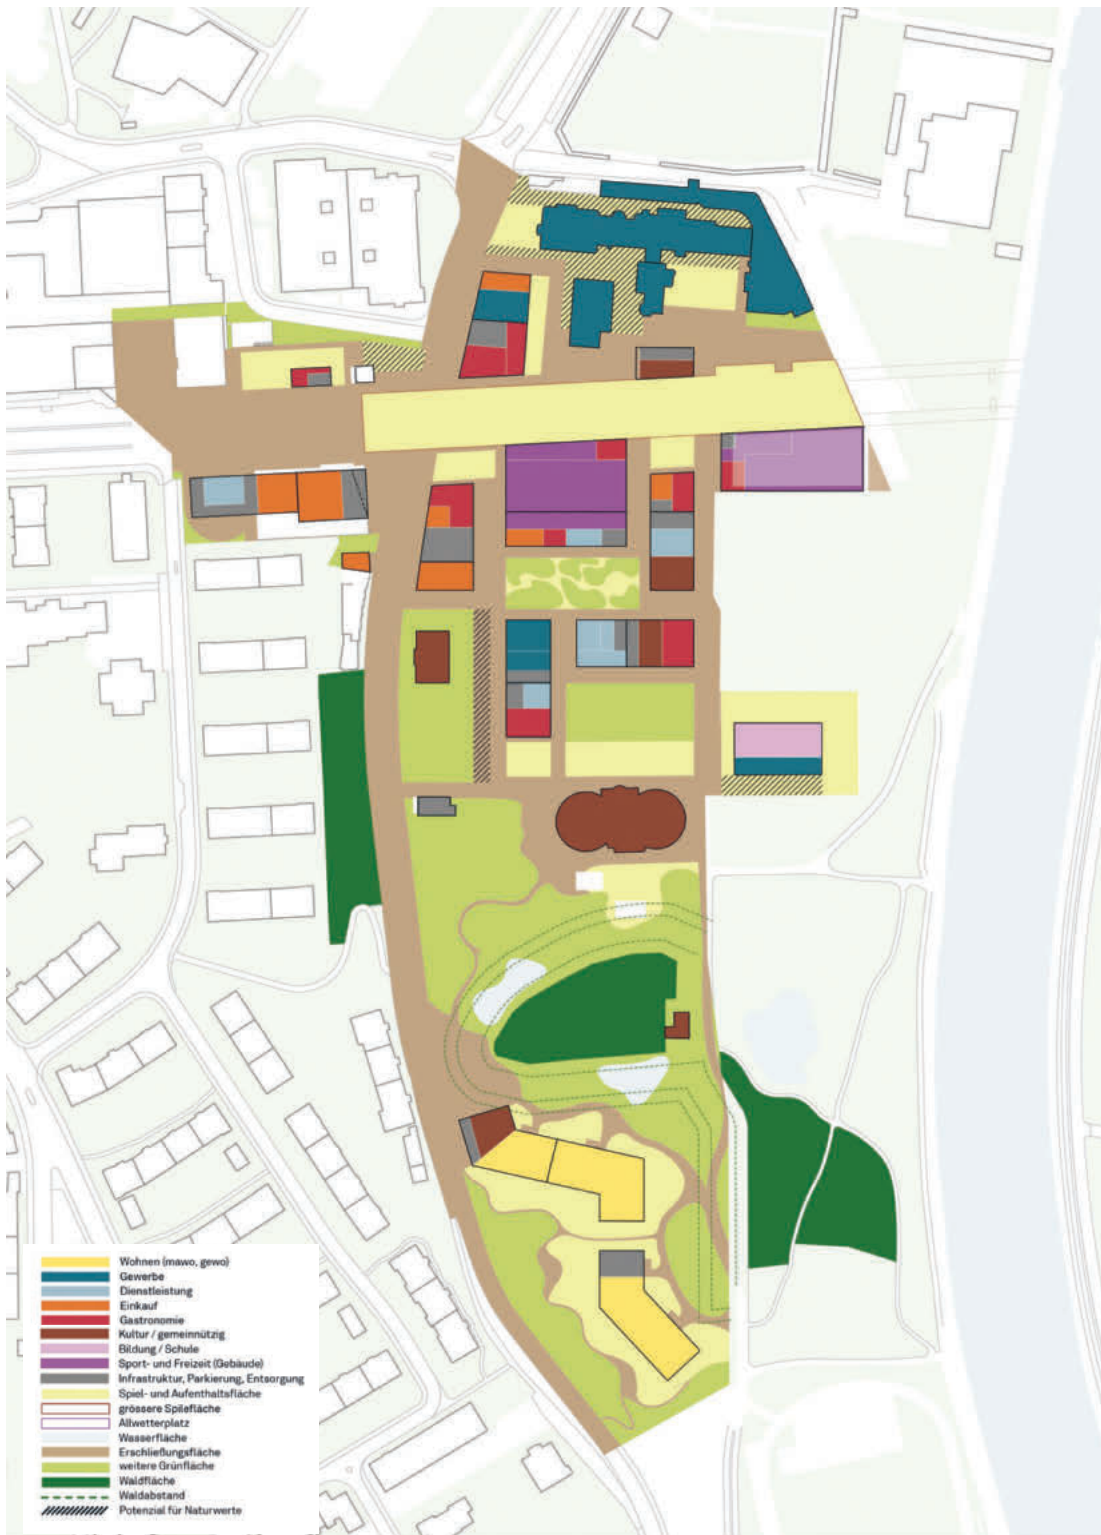 Wohnen (mawo, gewo)
Gewerbe
Dienstleistung
Einkauf
Gastronomie
Kultur / gemeinnützig
Bildung / Schule
Sport- und Freizeit (Gebäude)
Infrastruktur, Parkierung, Entsorgung
Spiel- und Aufenthaltsfläche
grössere Spilefläche
Allwetterplatz
Wasserfläche
Erschließungsfläche
weitere Grünfläche
Waldfläche
Waldabstand
Potenzial für Naturwerte